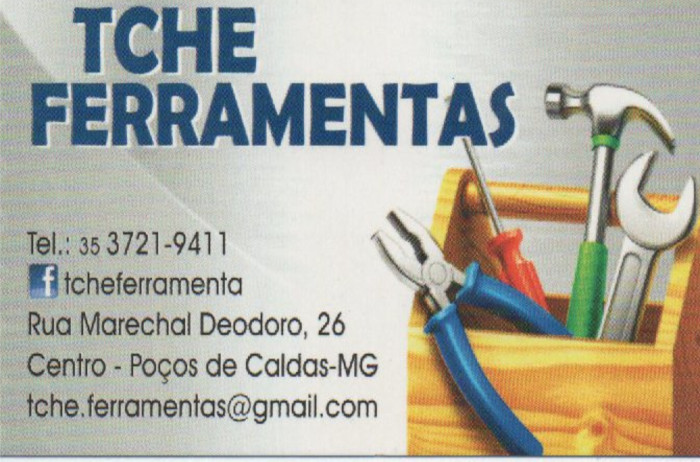 TCHE
FERRAMENTAS
Tel.: 35 3721-9411
f tcheferramenta
Rua Marechal Deodoro, 26
Centro - Poços de Caldas-MG
tche.ferramentas@gmail.com